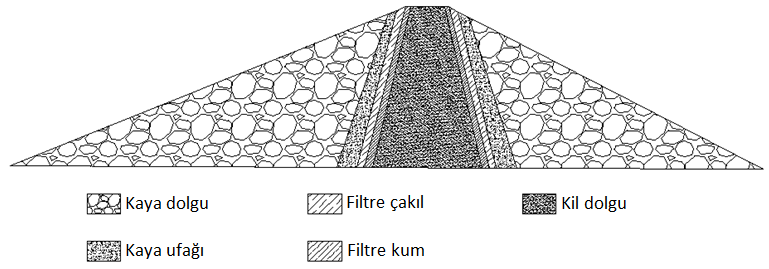 Kaya dolgu
Filtre çakıl
Kil dolgu
Kaya ufağı
Filtre kum